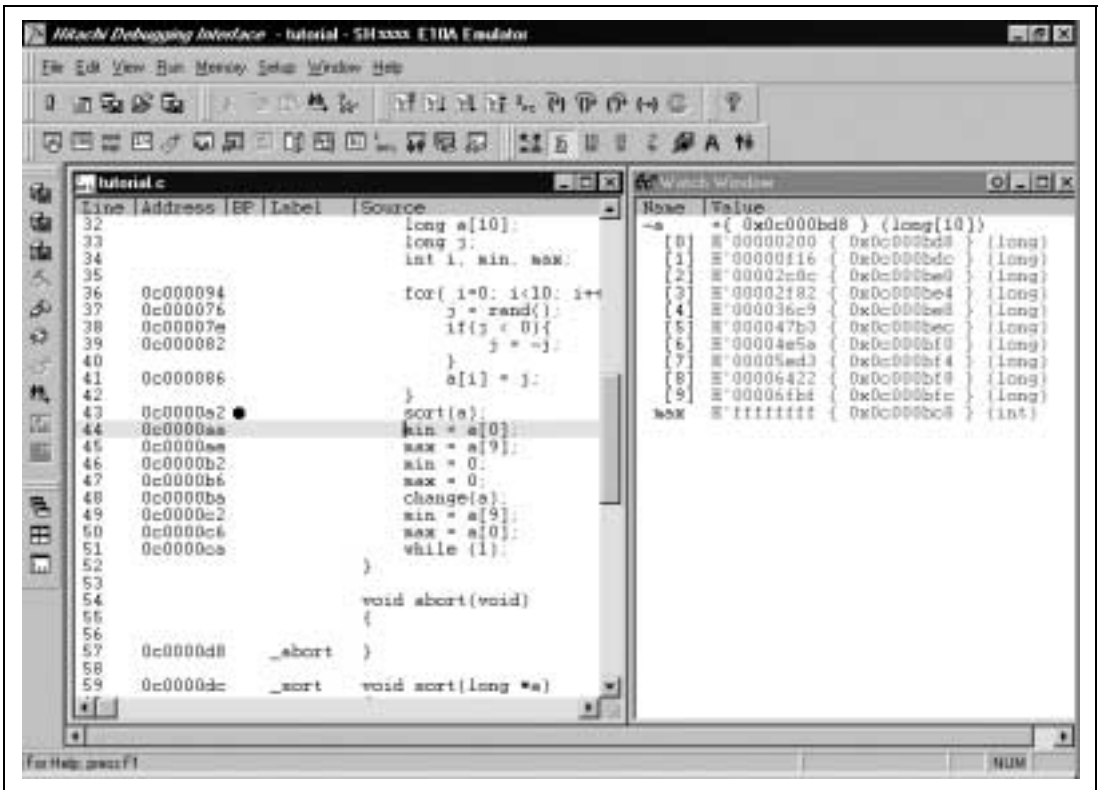 Hitachi Debugging Interface - tutorial - SHxxxx E10A Emulator
File Edit View Run Memory Setup Window Help
tutorial.c
Line Address BP Label Source
32 long a[10];
33 long j;
34 int i, min, max;
35
36 0c000094 for( i=0; i<10; i++
37 0c000076 j = rand();
38 0c00007e if(j < 0){
39 0c000082 j = -j;
40 }
41 0c000086 a[i] = j;
42 }
43 0c0000a2 ● sort(a);
44 0c0000aa min = a[0];
45 0c0000ae max = a[9];
46 0c0000b2 min = 0;
47 0c0000b6 max = 0;
48 0c0000ba change(a);
49 0c0000c2 min = a[9];
50 0c0000c6 max = a[0];
51 0c0000ca while (1);
52 }
53
54 void abort(void)
55 {
56
57 0c0000d8 _abort }
58
59 0c0000dc _sort void sort(long *a)
Watch Window
Name Value
-a ={ 0x0c000bd8 } (long[10])
[0] H'00000200 { 0x0c000bd8 } (long)
[1] H'00000f16 { 0x0c000bdc } (long)
[2] H'00002c0c { 0x0c000be0 } (long)
[3] H'00002f82 { 0x0c000be4 } (long)
[4] H'000036c9 { 0x0c000be8 } (long)
[5] H'000047b3 { 0x0c000bec } (long)
[6] H'00004e5a { 0x0c000bf0 } (long)
[7] H'00005ed3 { 0x0c000bf4 } (long)
[8] H'00006422 { 0x0c000bf8 } (long)
[9] H'00006fbf { 0x0c000bfc } (long)
max H'ffffffff { 0x0c000bc8 } (int)
For Help, press F1
NUM